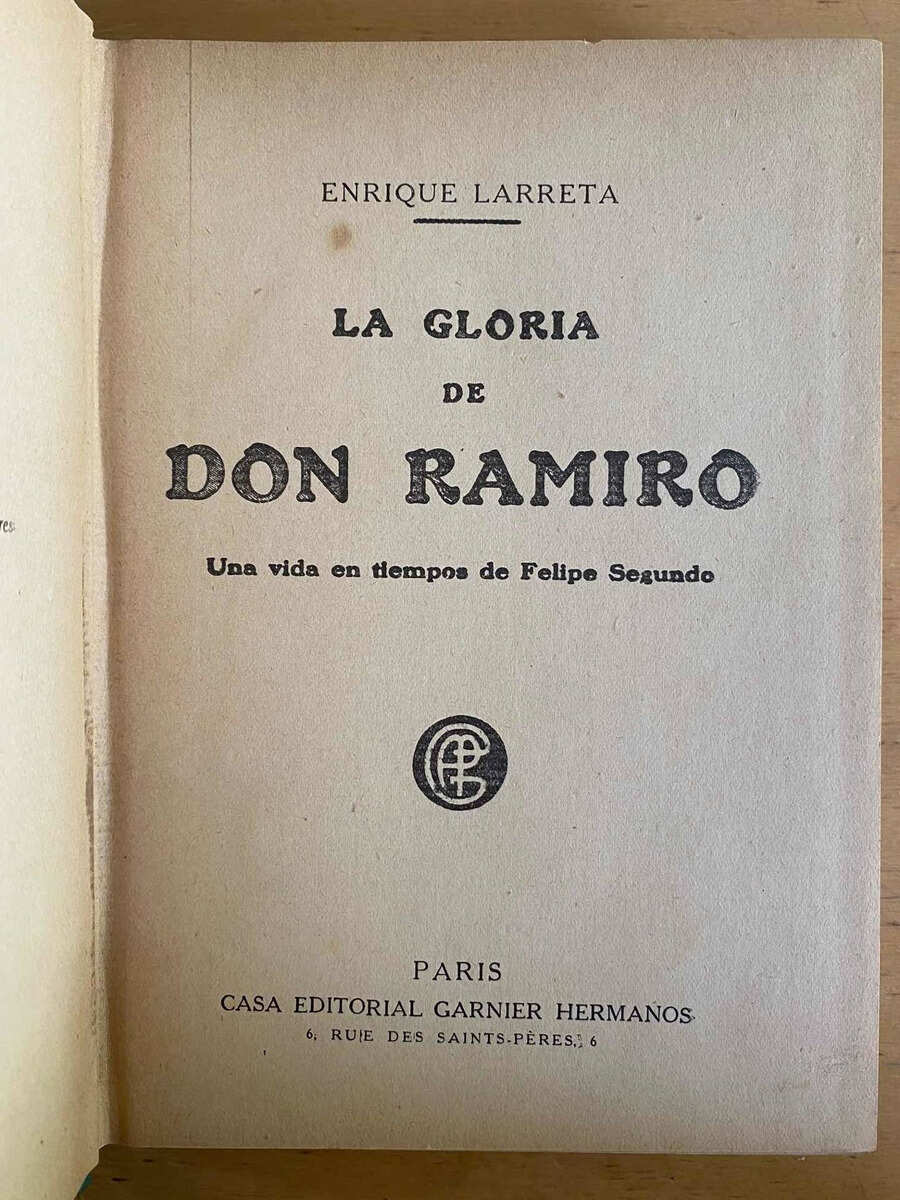 ENRIQUE LARRETA
LA GLORIA
DE
DON RAMIRO
Una vida en tiempos de Felipe Segundo
PARIS
CASA EDITORIAL GARNIER HERMANOS
6, RUE DES SAINTS-PÈRES, 6